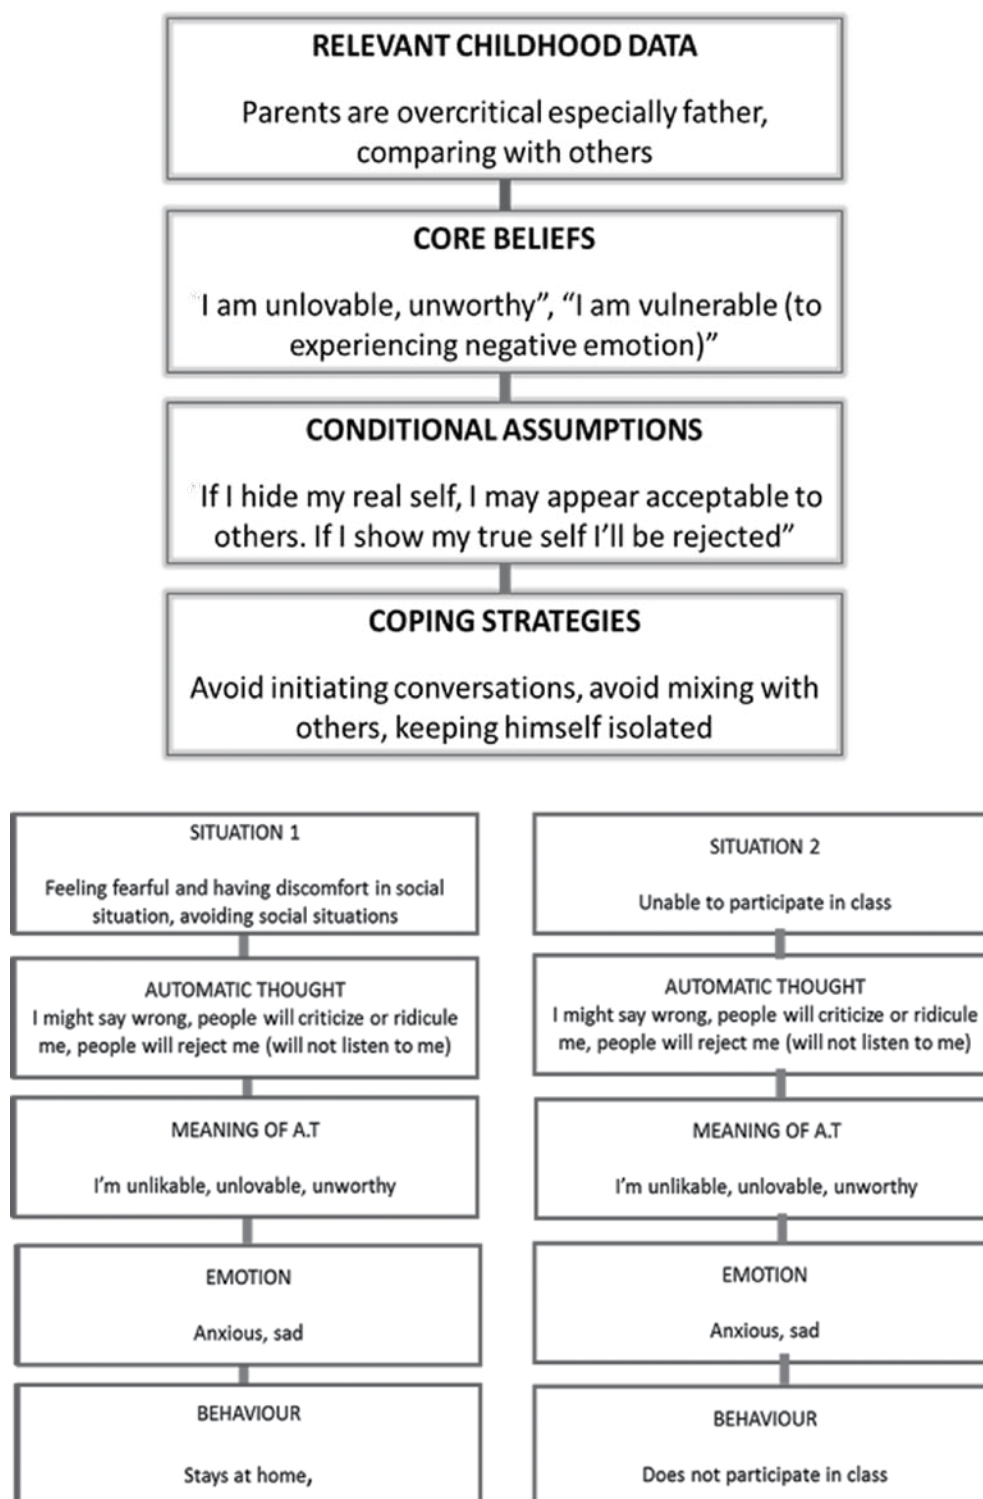 RELEVANT CHILDHOOD DATA
Parents are overcritical especially father,
comparing with others
CORE BELIEFS
"I am unlovable, unworthy”, “I am vulnerable (to
experiencing negative emotion)”
CONDITIONAL ASSUMPTIONS
"If I hide my real self, I may appear acceptable to
others. If I show my true self I’ll be rejected”
COPING STRATEGIES
Avoid initiating conversations, avoid mixing with
others, keeping himself isolated
SITUATION 1
Feeling fearful and having discomfort in social
situation, avoiding social situations
AUTOMATIC THOUGHT
I might say wrong, people will criticize or ridicule
me, people will reject me (will not listen to me)
MEANING OF A.T
I’m unlikable, unlovable, unworthy
EMOTION
Anxious, sad
BEHAVIOUR
Stays at home,
SITUATION 2
Unable to participate in class
AUTOMATIC THOUGHT
I might say wrong, people will criticize or ridicule
me, people will reject me (will not listen to me)
MEANING OF A.T
I’m unlikable, unlovable, unworthy
EMOTION
Anxious, sad
BEHAVIOUR
Does not participate in class